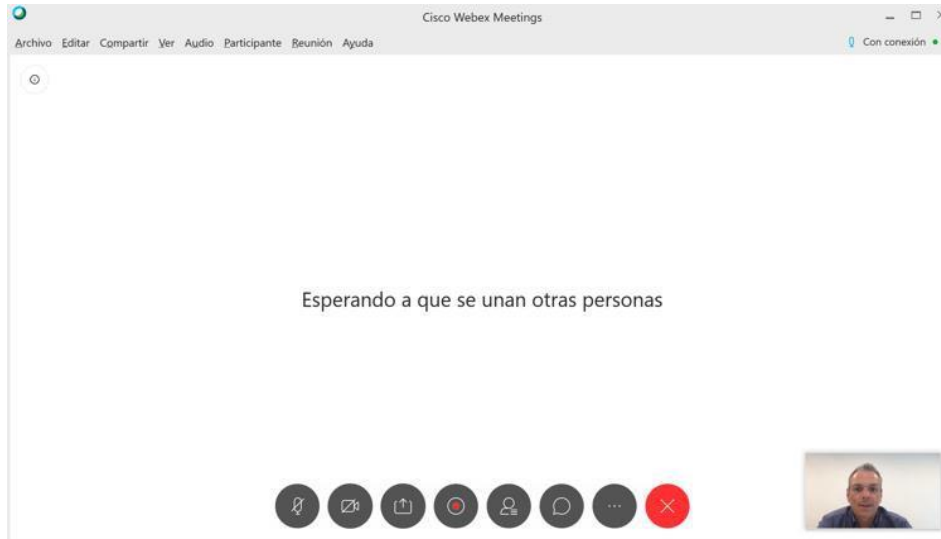 Cisco Webex Meetings
Archivo Editar Compartir Ver Audio Participante Reunión Ayuda
Con conexión
Esperando a que se unan otras personas